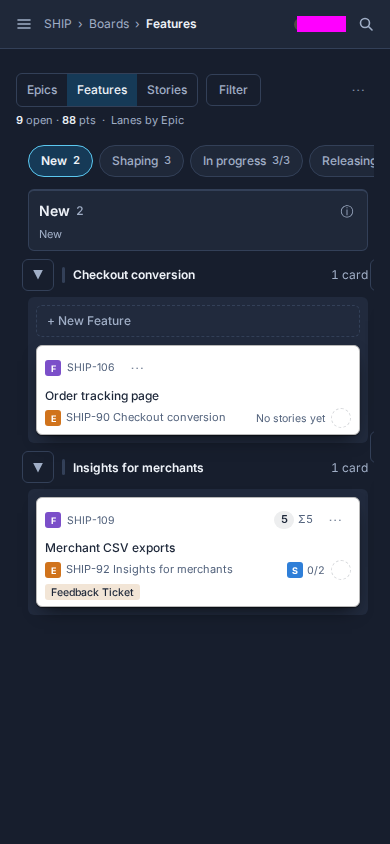 SHIP › Boards › Features
Epics Features Stories Filter ...
9 open · 88 pts · Lanes by Epic
New 2 Shaping 3 In progress 3/3 Releasing
New 2
New
Checkout conversion 1 card
+ New Feature
F SHIP-106 ...
Order tracking page
E SHIP-90 Checkout conversion No stories yet
Insights for merchants 1 card
F SHIP-109 5 Σ5 ...
Merchant CSV exports
E SHIP-92 Insights for merchants S 0/2
Feedback Ticket